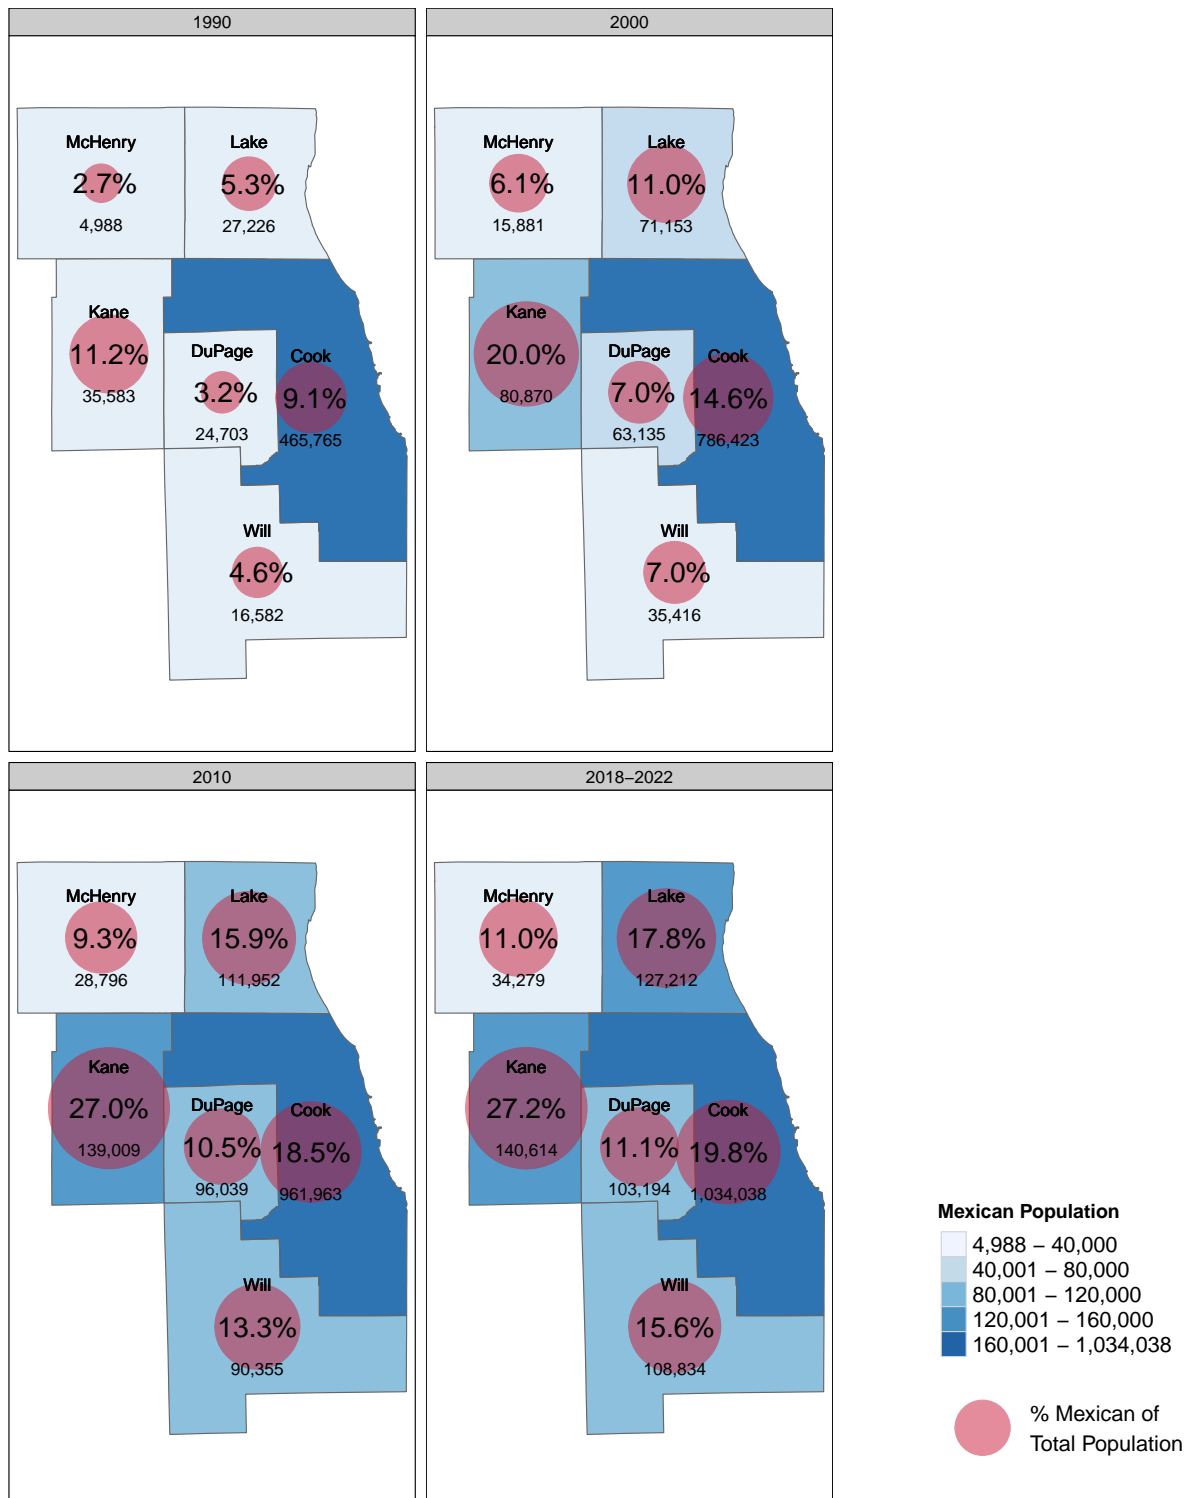 1990
McHenry
2.7%
4,988
Lake
5.3%
27,226
Kane
11.2%
35,583
DuPage
3.2%
24,703
Cook
9.1%
465,765
Will
4.6%
16,582
2000
McHenry
6.1%
15,881
Lake
11.0%
71,153
Kane
20.0%
80,870
DuPage
7.0%
63,135
Cook
14.6%
786,423
Will
7.0%
35,416
2010
McHenry
9.3%
28,796
Lake
15.9%
111,952
Kane
27.0%
139,009
DuPage
10.5%
96,039
Cook
18.5%
961,963
Will
13.3%
90,355
2018–2022
McHenry
11.0%
34,279
Lake
17.8%
127,212
Kane
27.2%
140,614
DuPage
11.1%
103,194
Cook
19.8%
1,034,038
Will
15.6%
108,834
Mexican Population
4,988 – 40,000
40,001 – 80,000
80,001 – 120,000
120,001 – 160,000
160,001 – 1,034,038
% Mexican of
Total Population